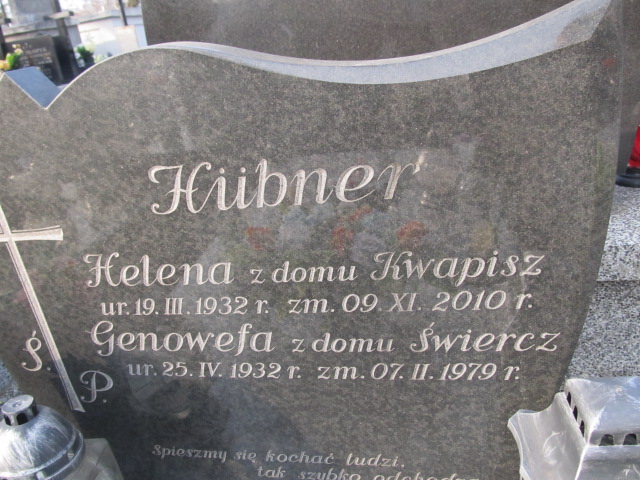 Hübner
Helena z domu Kwapisz
ur. 19. III. 1932 r. zm. 09. XI. 2010 r.
Genowefa z domu Świercz
ur. 25. IV. 1932 r. zm. 07. II. 1979 r.
Ś. P.
Spieszmy się kochać ludzi,
tak szybko odchodzą